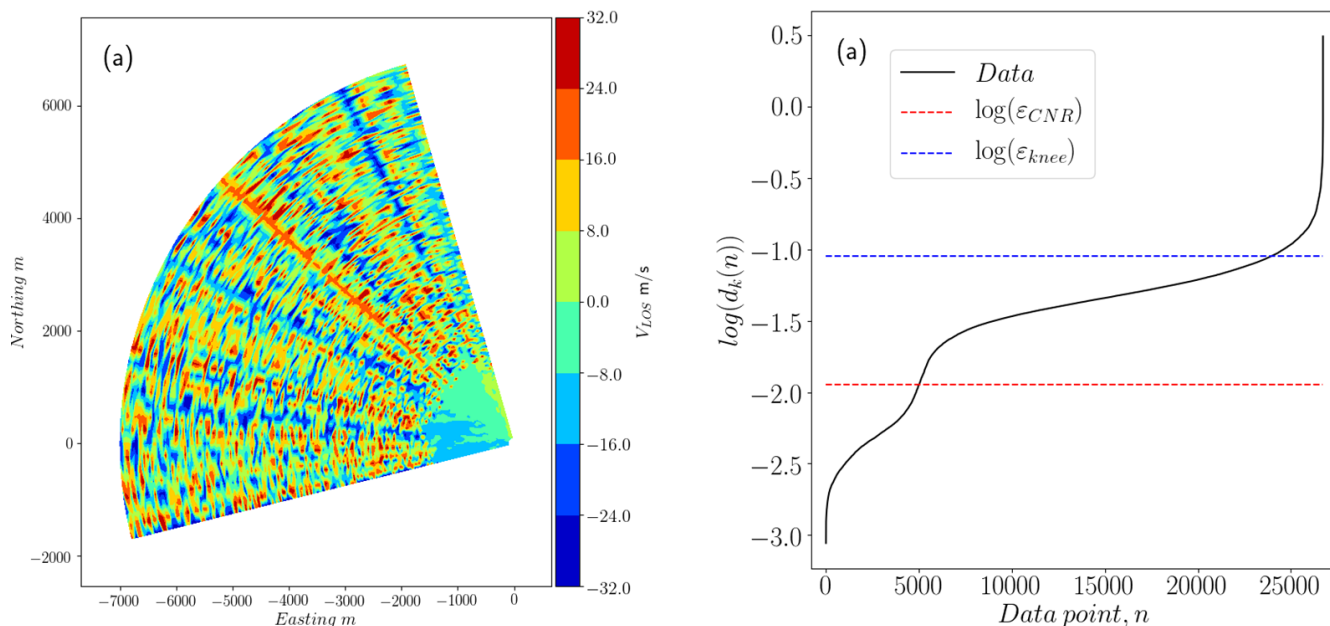 (a)
6000
4000
2000
0
−2000
Northing m
−7000 −6000 −5000 −4000 −3000 −2000 −1000 0
Easting m
32.0
24.0
16.0
8.0
0.0
−8.0
−16.0
−24.0
−32.0
V_LOS m/s
(a)
Data
log(ε_CNR)
log(ε_knee)
0.5
0.0
−0.5
−1.0
−1.5
−2.0
−2.5
−3.0
log(d_k(n))
0 5000 10000 15000 20000 25000
Data point, n